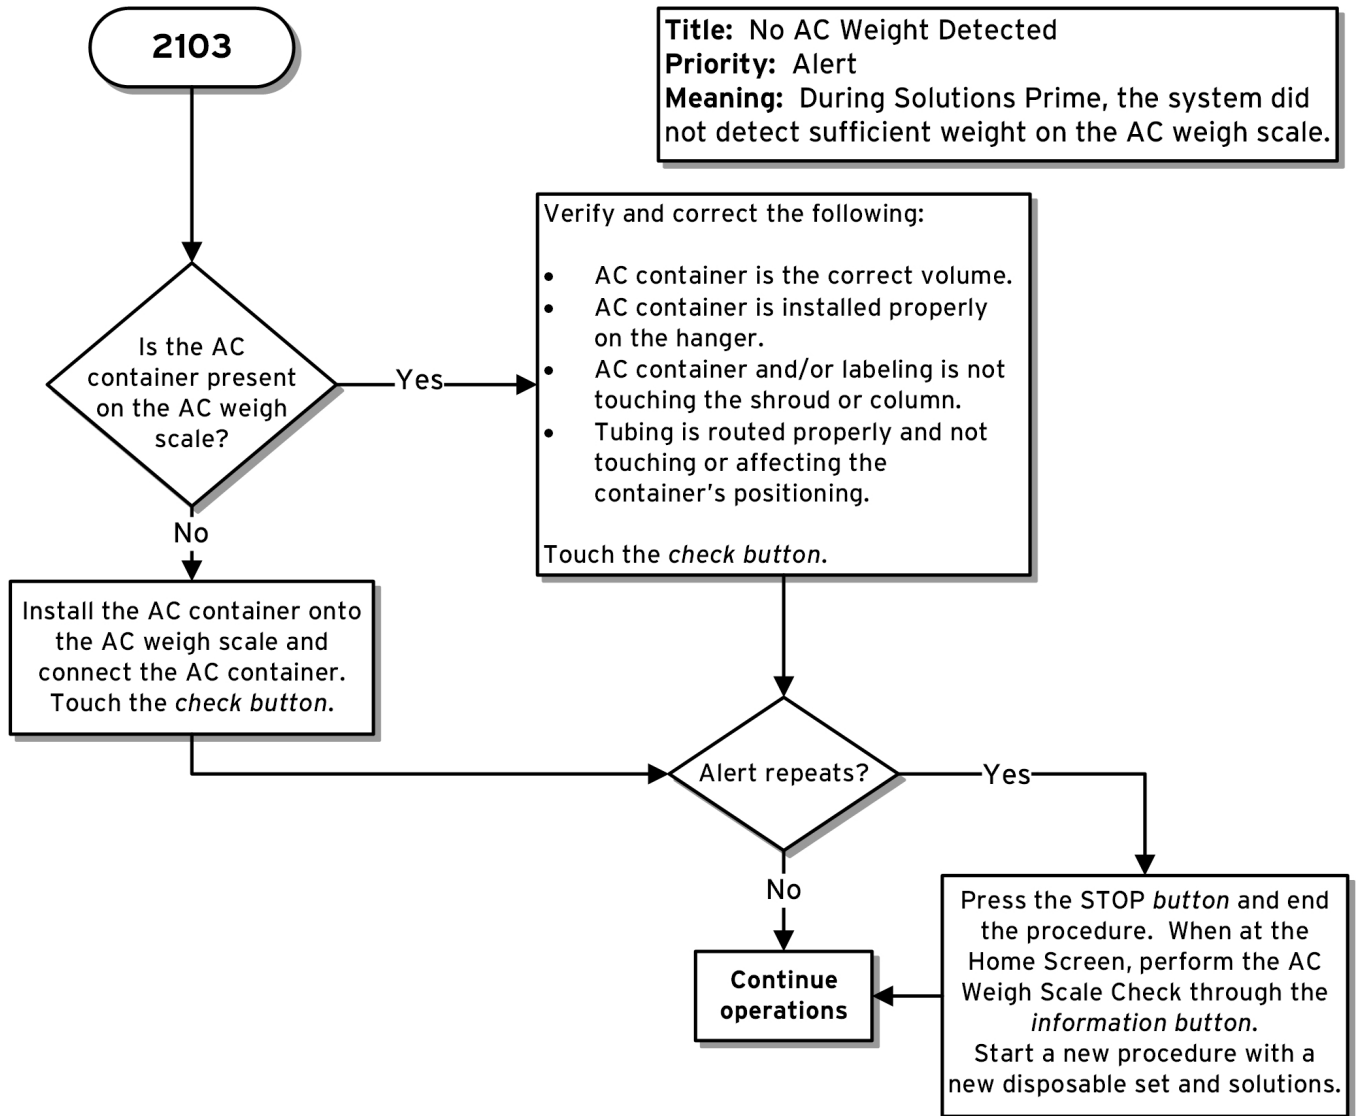 2103
Title: No AC Weight Detected
Priority: Alert
Meaning: During Solutions Prime, the system did
not detect sufficient weight on the AC weigh scale.
Is the AC
container present
on the AC weigh
scale?
Yes
Verify and correct the following:
• AC container is the correct volume.
• AC container is installed properly
on the hanger.
• AC container and/or labeling is not
touching the shroud or column.
• Tubing is routed properly and not
touching or affecting the
container's positioning.
Touch the check button.
No
Install the AC container onto
the AC weigh scale and
connect the AC container.
Touch the check button.
Alert repeats?
Yes
No
Continue
operations
Press the STOP button and end
the procedure. When at the
Home Screen, perform the AC
Weigh Scale Check through the
information button.
Start a new procedure with a
new disposable set and solutions.